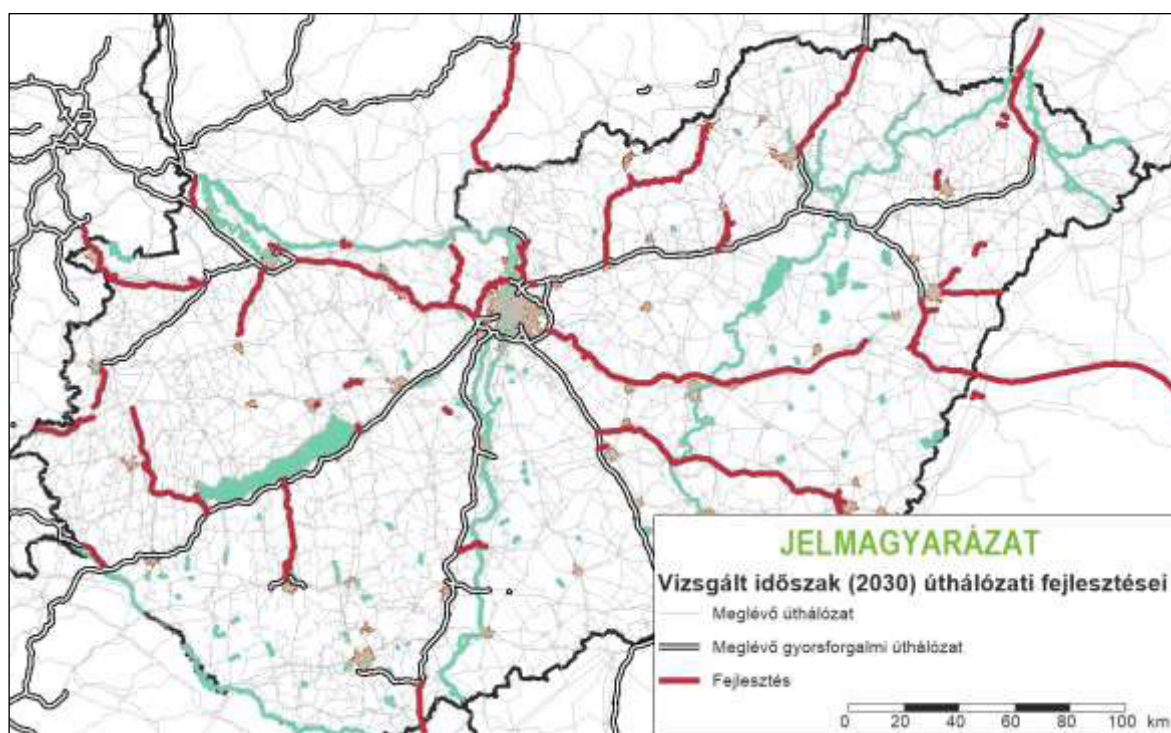 JELMAGYARÁZAT
Vizsgált időszak (2030) úthálózati fejlesztései
Meglévő úthálózat
Meglévő gyorsforgalmi úthálózat
Fejlesztés
0 20 40 60 80 100 km